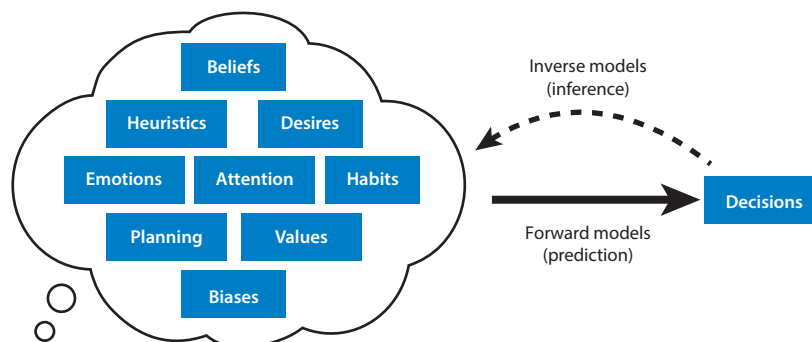 Beliefs
Heuristics
Desires
Emotions
Attention
Habits
Planning
Values
Biases
Inverse models
(inference)
Forward models
(prediction)
Decisions